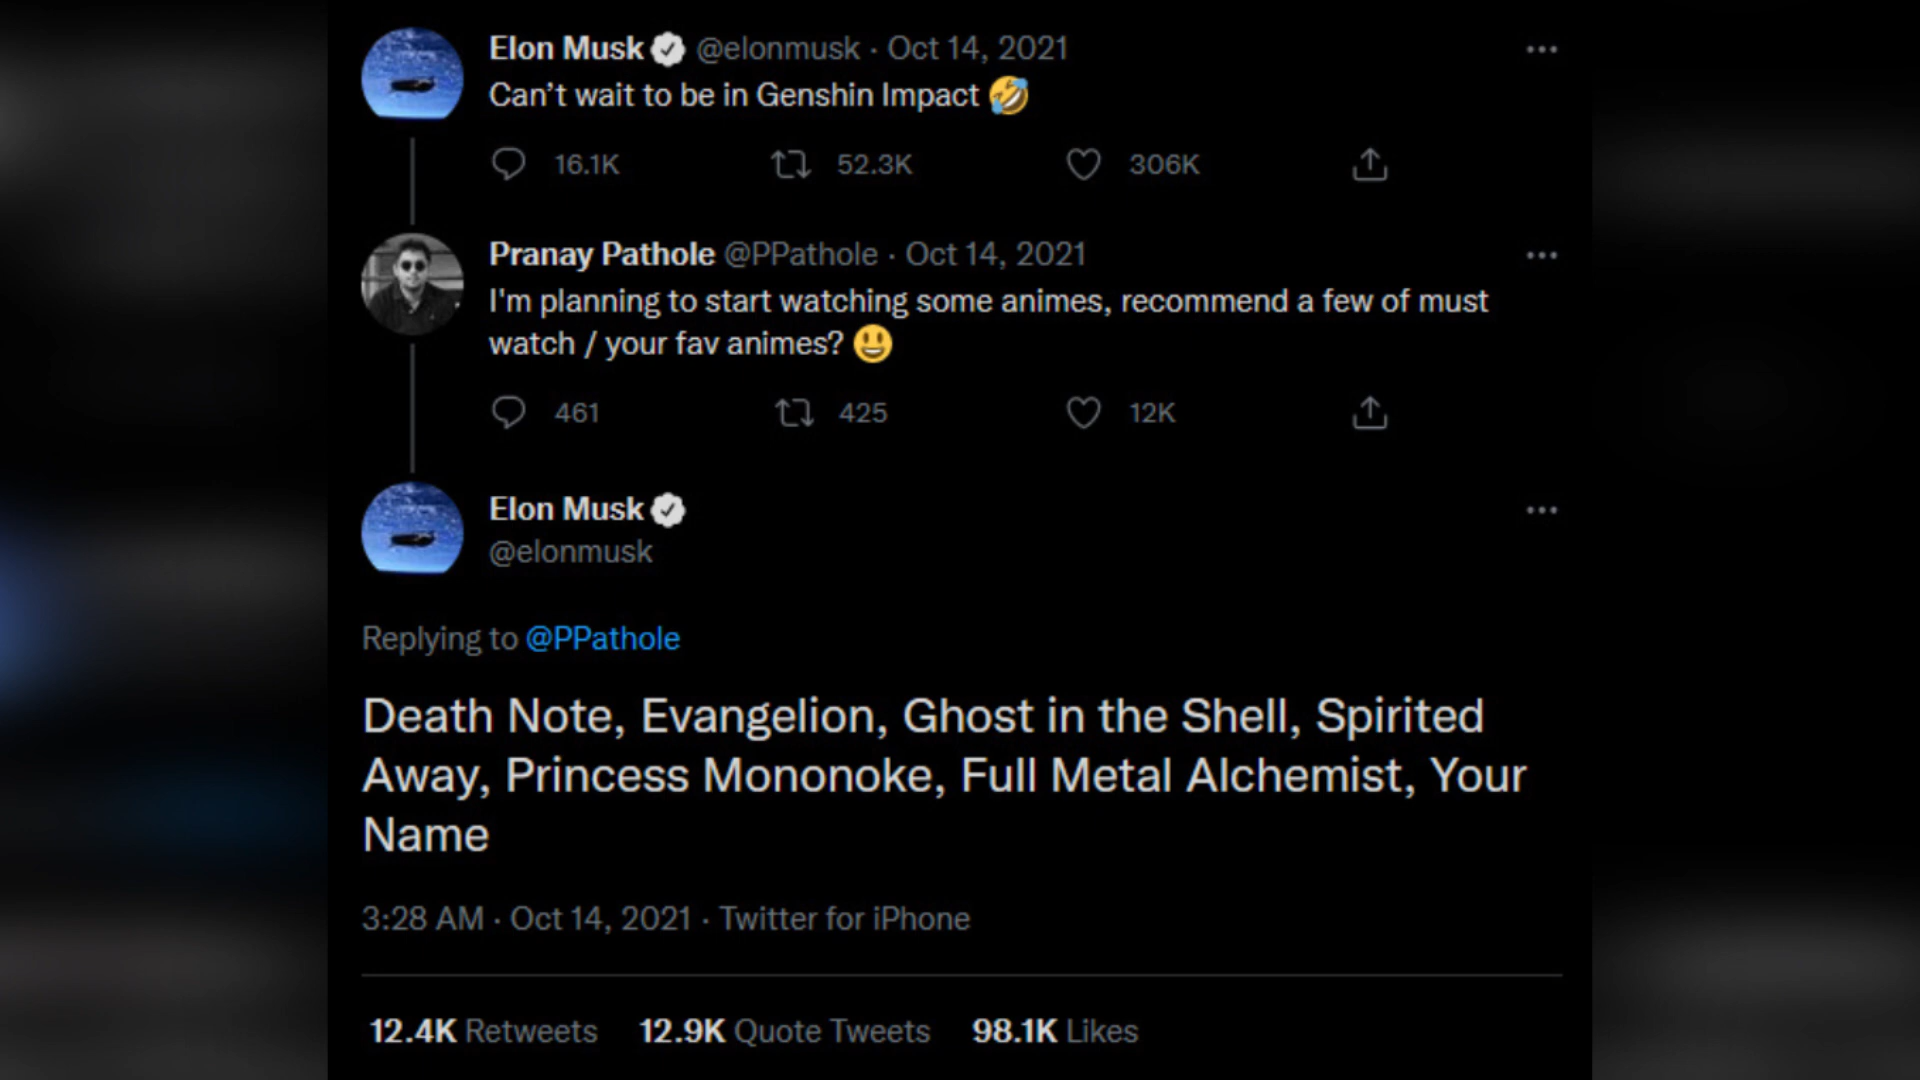 Elon Musk @elonmusk · Oct 14, 2021
Can’t wait to be in Genshin Impact 🤣
16.1K 52.3K 306K
Pranay Pathole @PPathole · Oct 14, 2021
I'm planning to start watching some animes, recommend a few of must
watch / your fav animes? 😃
461 425 12K
Elon Musk
@elonmusk
Replying to @PPathole
Death Note, Evangelion, Ghost in the Shell, Spirited
Away, Princess Mononoke, Full Metal Alchemist, Your
Name
3:28 AM · Oct 14, 2021 · Twitter for iPhone
12.4K Retweets 12.9K Quote Tweets 98.1K Likes